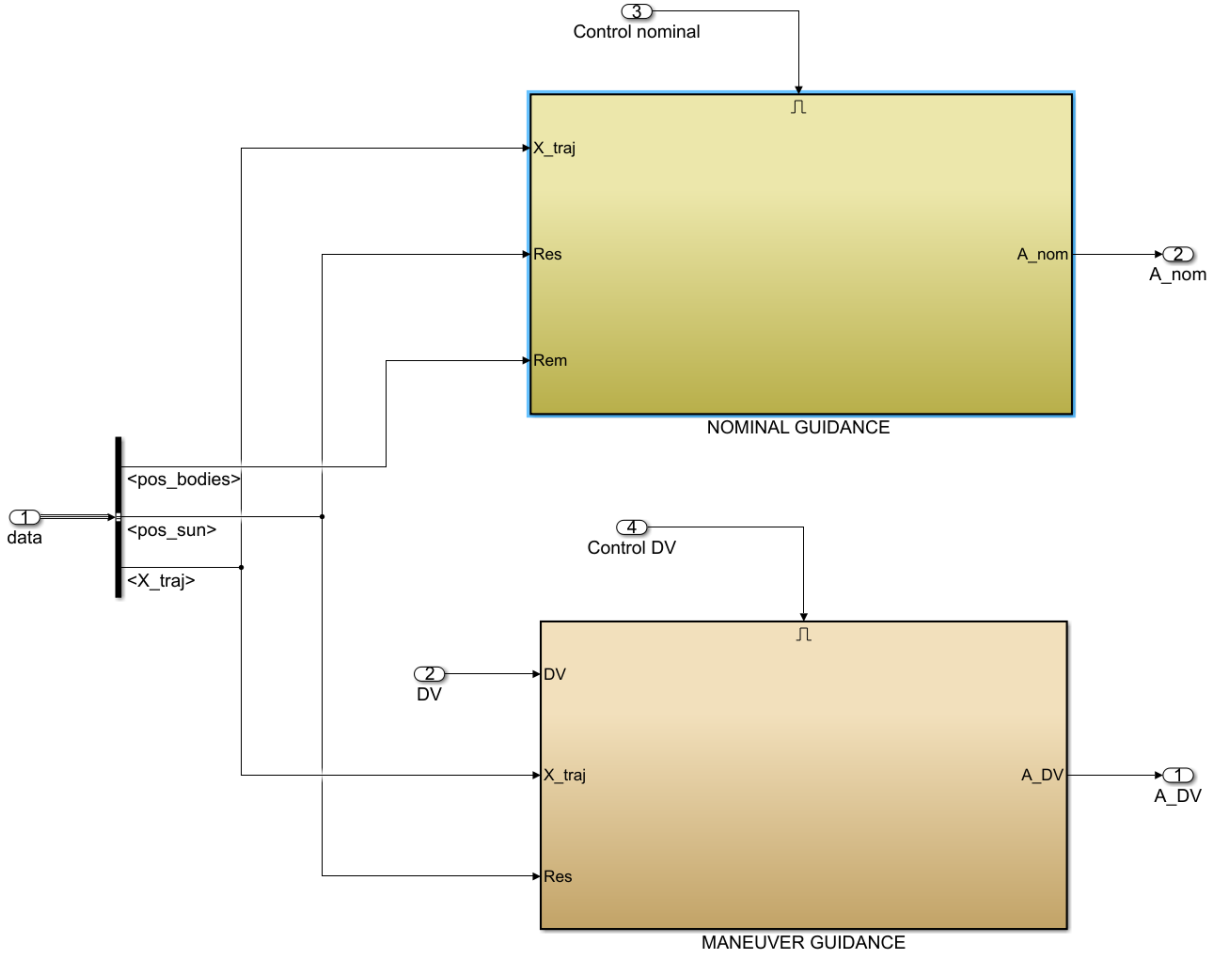 3
Control nominal
X_traj
Res
A_nom
2
A_nom
Rem
NOMINAL GUIDANCE
<pos_bodies>
1
data
<pos_sun>
<X_traj>
4
Control DV
2
DV
DV
X_traj
A_DV
1
A_DV
Res
MANEUVER GUIDANCE